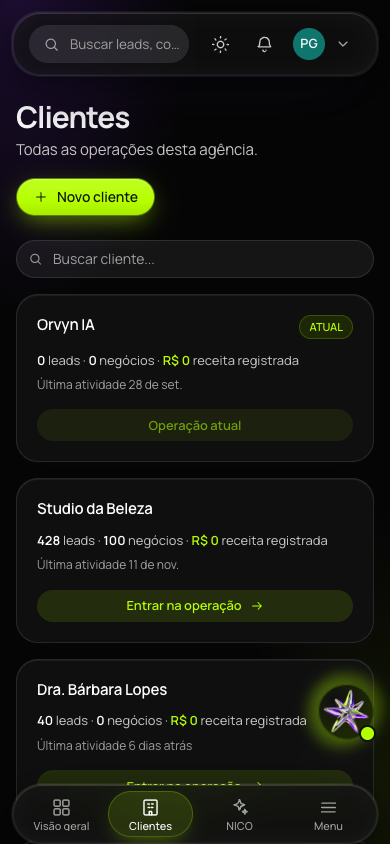 Buscar leads, co...
PG
Clientes
Todas as operações desta agência.
+ Novo cliente
Buscar cliente...
Orvyn IA
ATUAL
0 leads · 0 negócios · R$ 0 receita registrada
Última atividade 28 de set.
Operação atual
Studio da Beleza
428 leads · 100 negócios · R$ 0 receita registrada
Última atividade 11 de nov.
Entrar na operação →
Dra. Bárbara Lopes
40 leads · 0 negócios · R$ 0 receita registrada
Última atividade 6 dias atrás
Entrar na operação →
Visão geral
Clientes
NICO
Menu